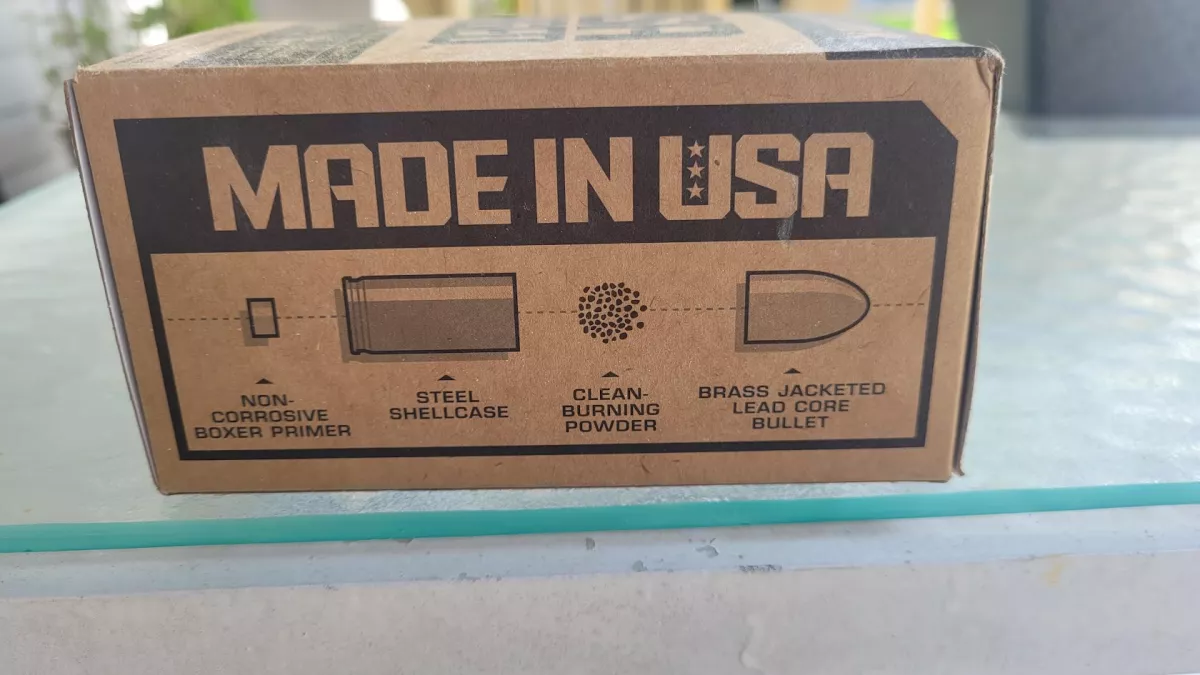 MADE IN USA
NON-
CORROSIVE
BOXER PRIMER
STEEL
SHELLCASE
CLEAN-
BURNING
POWDER
BRASS JACKETED
LEAD CORE
BULLET